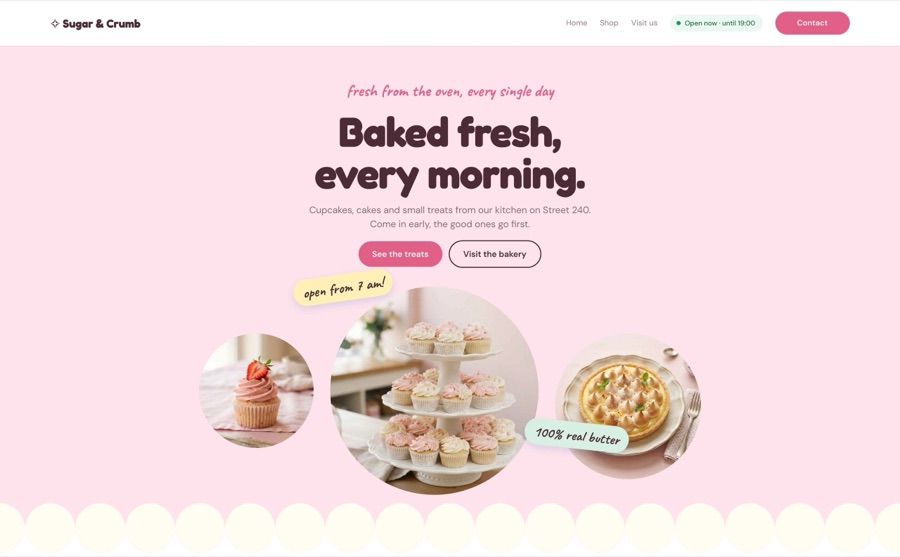 Sugar & Crumb
Home
Shop
Visit us
Open now · until 19:00
Contact
fresh from the oven, every single day
Baked fresh,
every morning.
Cupcakes, cakes and small treats from our kitchen on Street 240.
Come in early, the good ones go first.
See the treats
Visit the bakery
open from 7 am!
100% real butter